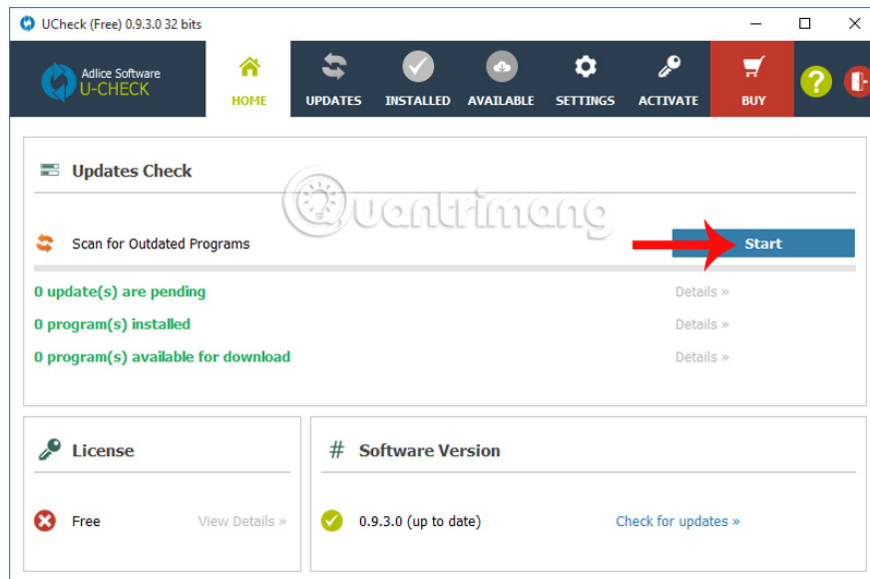 UCheck (Free) 0.9.3.0 32 bits
Adlice Software
U-CHECK
HOME
UPDATES
INSTALLED
AVAILABLE
SETTINGS
ACTIVATE
BUY
?
Updates Check
Quantrimang
Scan for Outdated Programs
Start
0 update(s) are pending
Details »
0 program(s) installed
Details »
0 program(s) available for download
Details »
License
Free
View Details »
# Software Version
0.9.3.0 (up to date)
Check for updates »